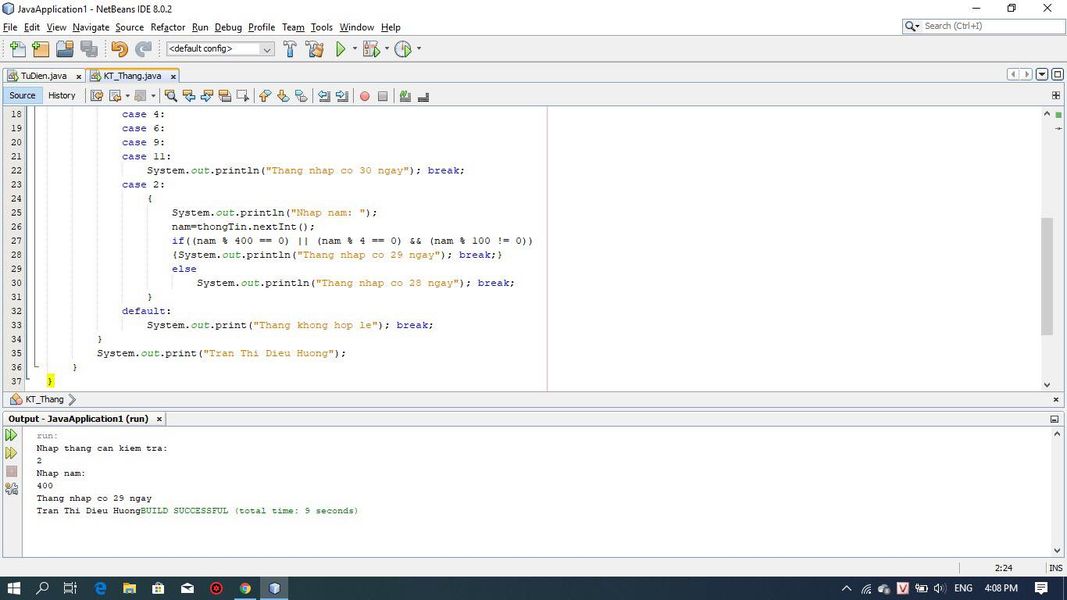 JavaApplication1 - NetBeans IDE 8.0.2
File Edit View Navigate Source Refactor Run Debug Profile Team Tools Window Help
Search (Ctrl+I)
<default config>
TuDien.java
KT_Thang.java
Source History
18 case 4:
19 case 6:
20 case 9:
21 case 11:
22 System.out.println("Thang nhap co 30 ngay"); break;
23 case 2:
24 {
25 System.out.println("Nhap nam: ");
26 nam=thongTin.nextInt();
27 if((nam % 400 == 0) || (nam % 4 == 0) && (nam % 100 != 0))
28 {System.out.println("Thang nhap co 29 ngay"); break;}
29 else
30 System.out.println("Thang nhap co 28 ngay"); break;
31 }
32 default:
33 System.out.print("Thang khong hop le"); break;
34 }
35 System.out.print("Tran Thi Dieu Huong");
36 }
37 }
KT_Thang
Output - JavaApplication1 (run)
run:
Nhap thang can kiem tra:
2
Nhap nam:
400
Thang nhap co 29 ngay
Tran Thi Dieu HuongBUILD SUCCESSFUL (total time: 9 seconds)
2:24 INS
ENG 4:08 PM